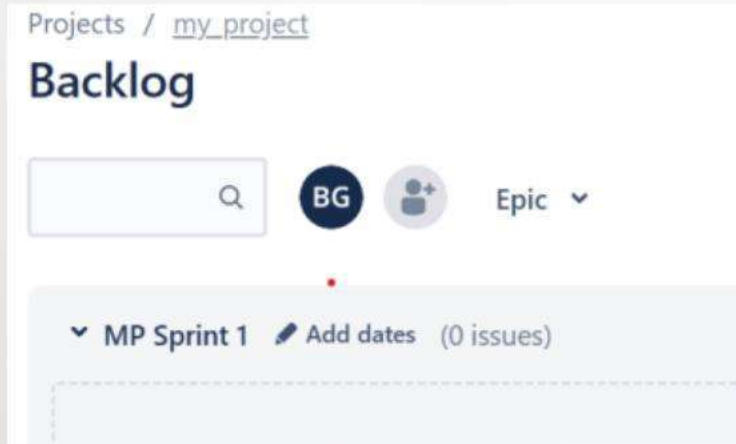 Projects / my_project
Backlog
BG Epic
MP Sprint 1 Add dates (0 issues)